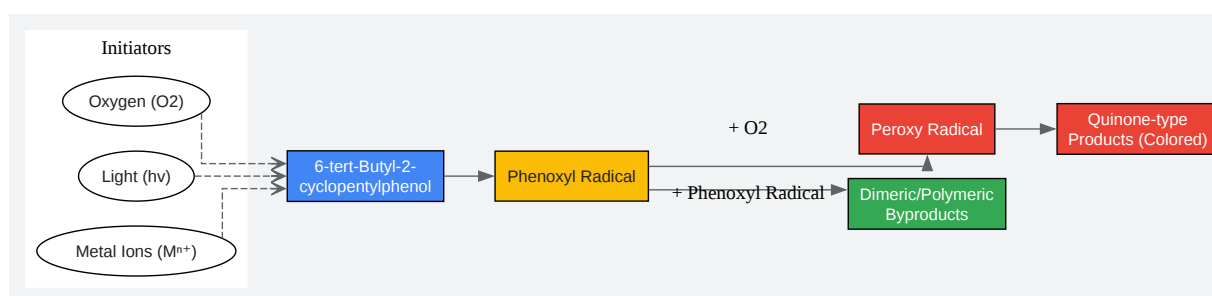 Initiators
Oxygen (O2)
Light (hv)
Metal Ions (Mⁿ⁺)
6-tert-Butyl-2-
cyclopentylphenol
Phenoxyl Radical
+ O2
+ Phenoxyl Radical
Peroxy Radical
Dimeric/Polymeric
Byproducts
Quinone-type
Products (Colored)